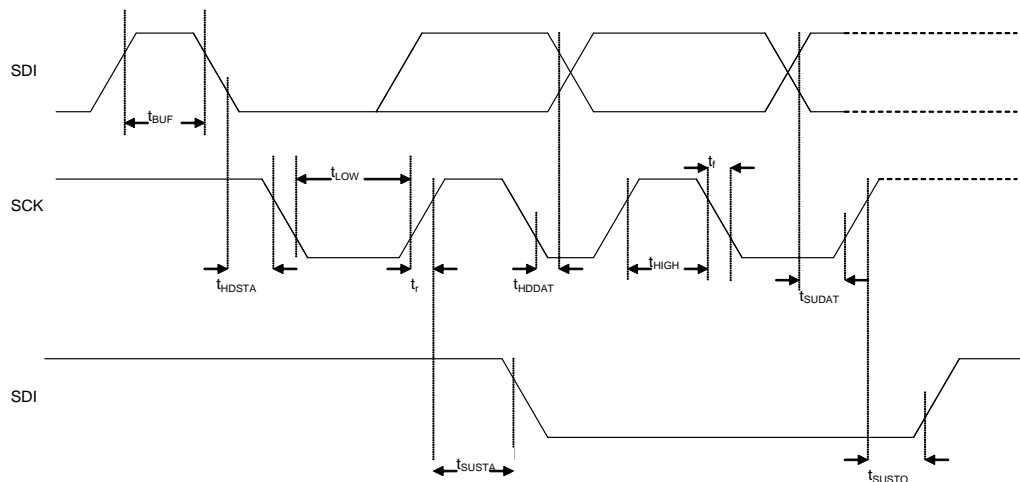 SDI
tBUF
tLOW
tf
SCK
tHDSTA
tr
tHDDAT
tHIGH
tSUDAT
SDI
tSUSTA
tSUSTO